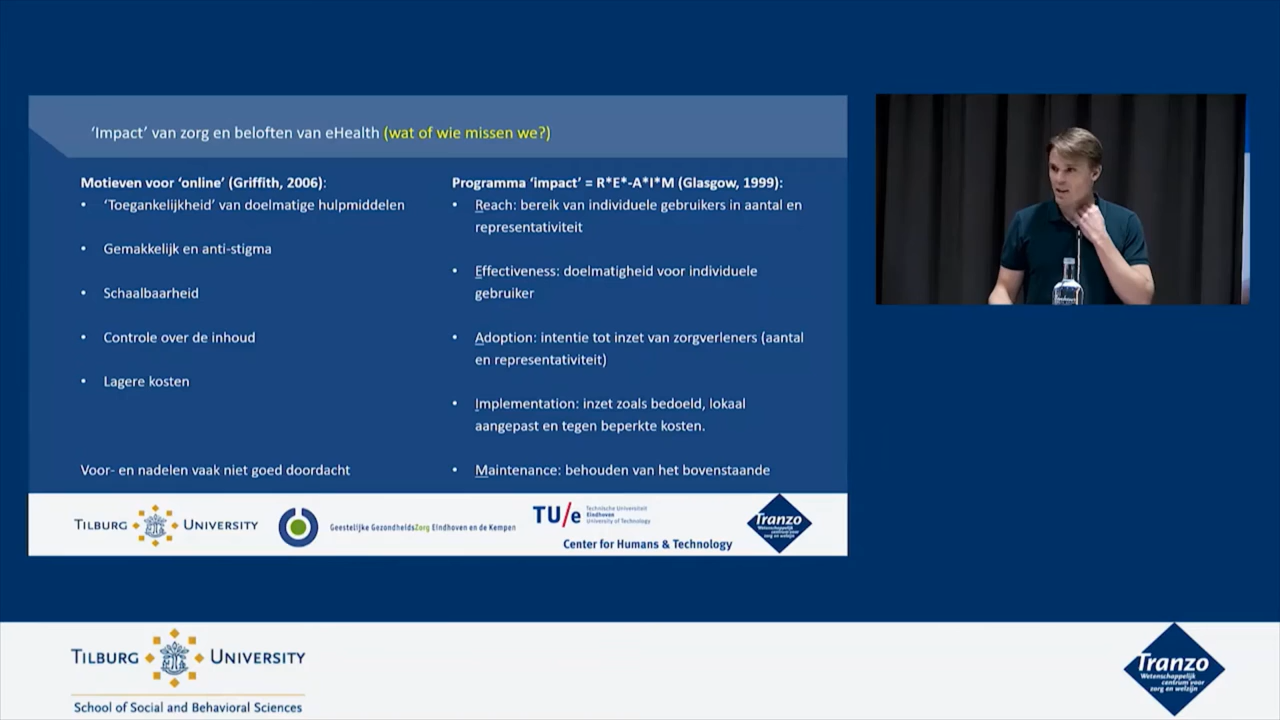 ‘Impact’ van zorg en beloften van eHealth (wat of wie missen we?)
Motieven voor ‘online’ (Griffith, 2006):
• ‘Toegankelijkheid’ van doelmatige hulpmiddelen
• Gemakkelijk en anti-stigma
• Schaalbaarheid
• Controle over de inhoud
• Lagere kosten
Voor- en nadelen vaak niet goed doordacht
Programma ‘impact’ = R*E*-A*I*M (Glasgow, 1999):
• Reach: bereik van individuele gebruikers in aantal en
representativiteit
• Effectiveness: doelmatigheid voor individuele
gebruiker
• Adoption: intentie tot inzet van zorgverleners (aantal
en representativiteit)
• Implementation: inzet zoals bedoeld, lokaal
aangepast en tegen beperkte kosten.
• Maintenance: behouden van het bovenstaande
TILBURG UNIVERSITY
Geestelijke GezondheidsZorg Eindhoven en de Kempen
TU/e
Technische Universiteit
Eindhoven
University of Technology
Center for Humans & Technology
Tranzo
Wetenschappelijk
centrum voor
zorg en welzijn
TILBURG UNIVERSITY
School of Social and Behavioral Sciences
Tranzo
Wetenschappelijk
centrum voor
zorg en welzijn